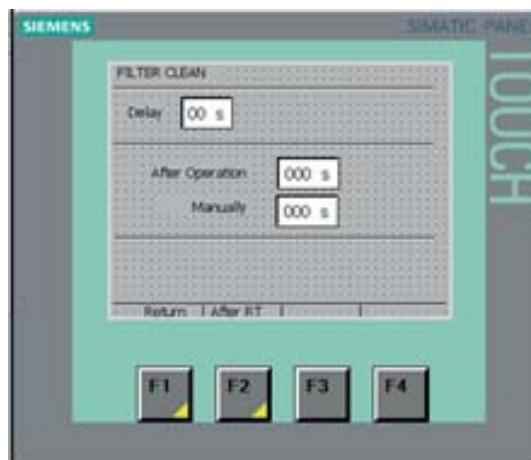 SIEMENS
SIMATIC PANE
TOUCH
FILTER CLEAN
Delay 00 s
After Operation 000 s
Manually 000 s
Return After RT
F1 F2 F3 F4